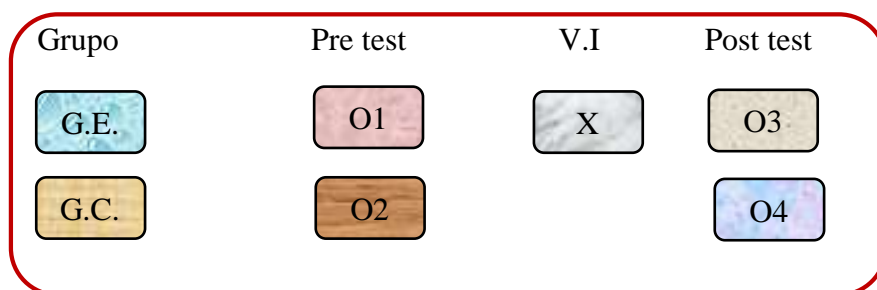 Grupo Pre test V.I Post test
G.E. O1 X O3
G.C. O2 O4